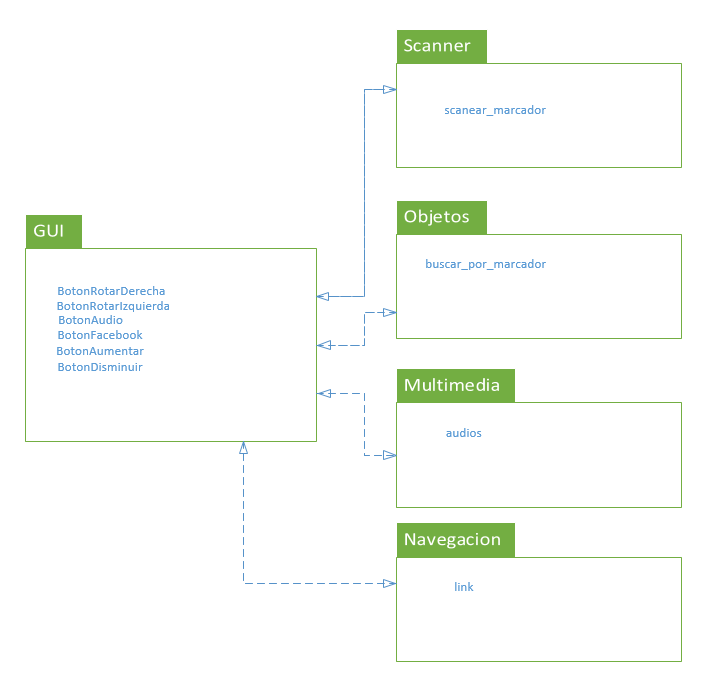 Scanner
scanear_marcador
Objetos
buscar_por_marcador
GUI
BotonRotarDerecha
BotonRotarIzquierda
BotonAudio
BotonFacebook
BotonAumentar
BotonDisminuir
Multimedia
audios
Navegacion
link